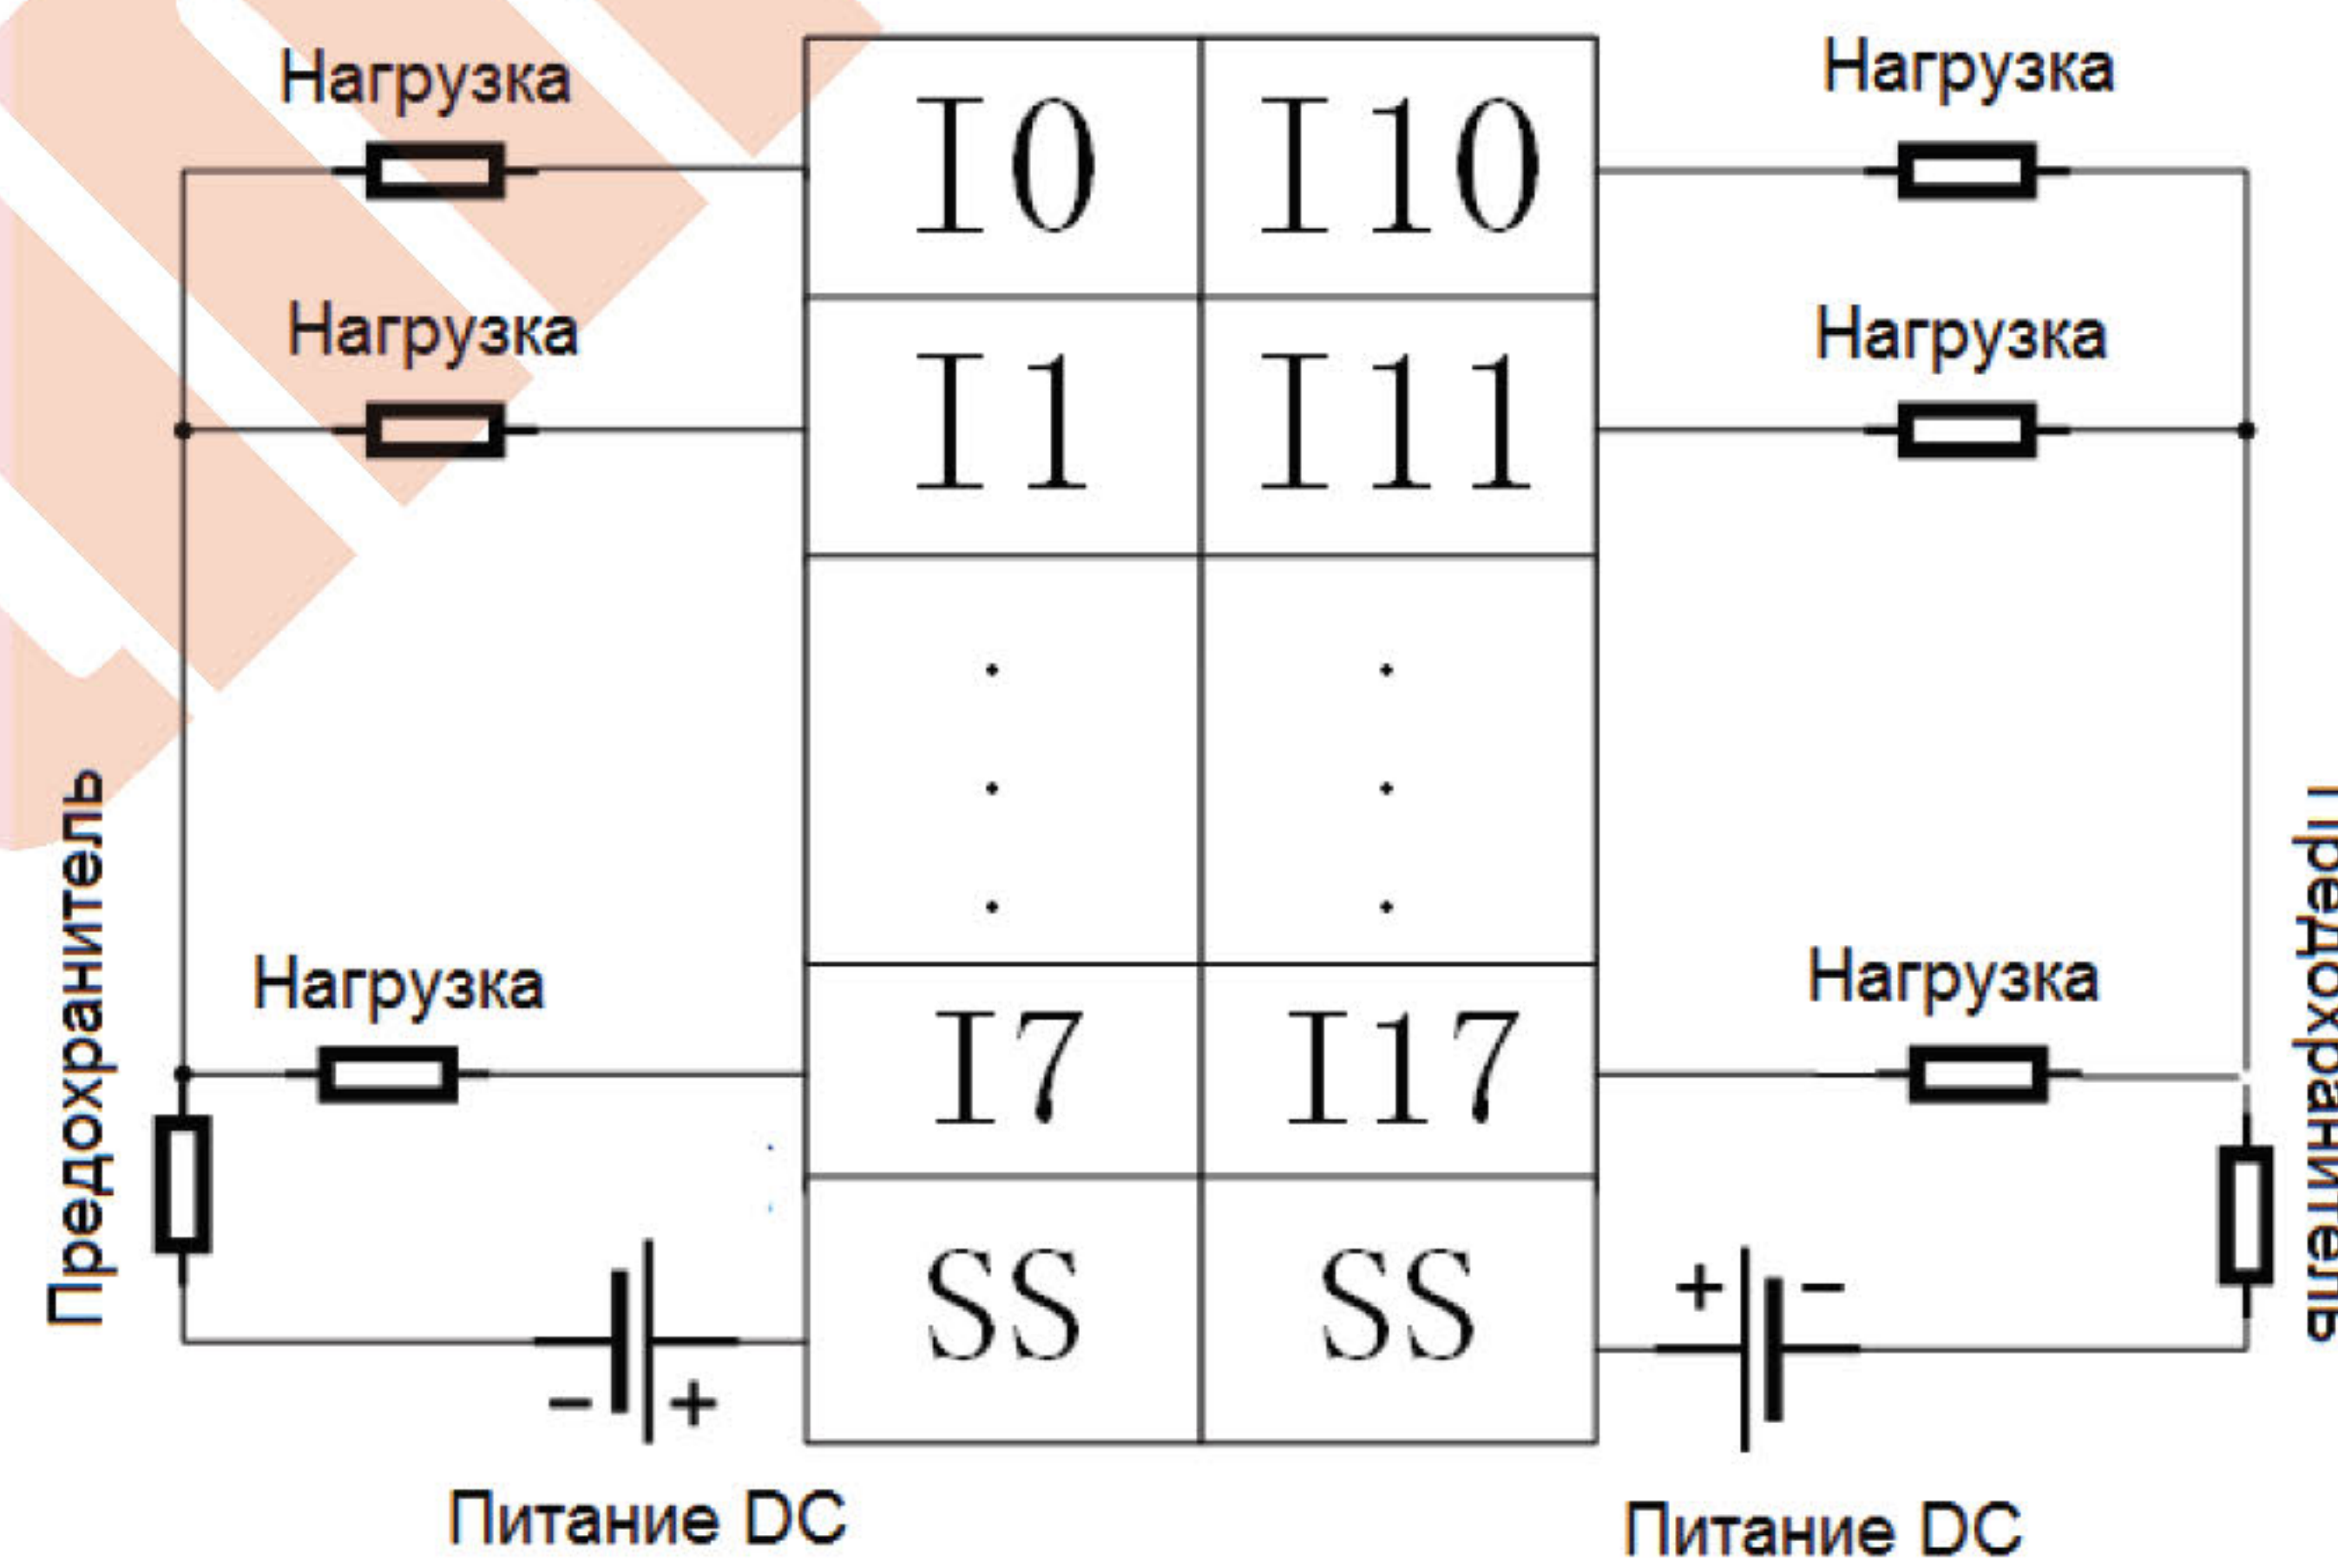 Нагрузка
Нагрузка
I0 I10
Нагрузка
Нагрузка
I1 I11
.
.
.
.
.
.
Предохранитель
Предохранитель
Нагрузка
Нагрузка
I7 I17
SS SS
+ −
− +
Питание DC
Питание DC